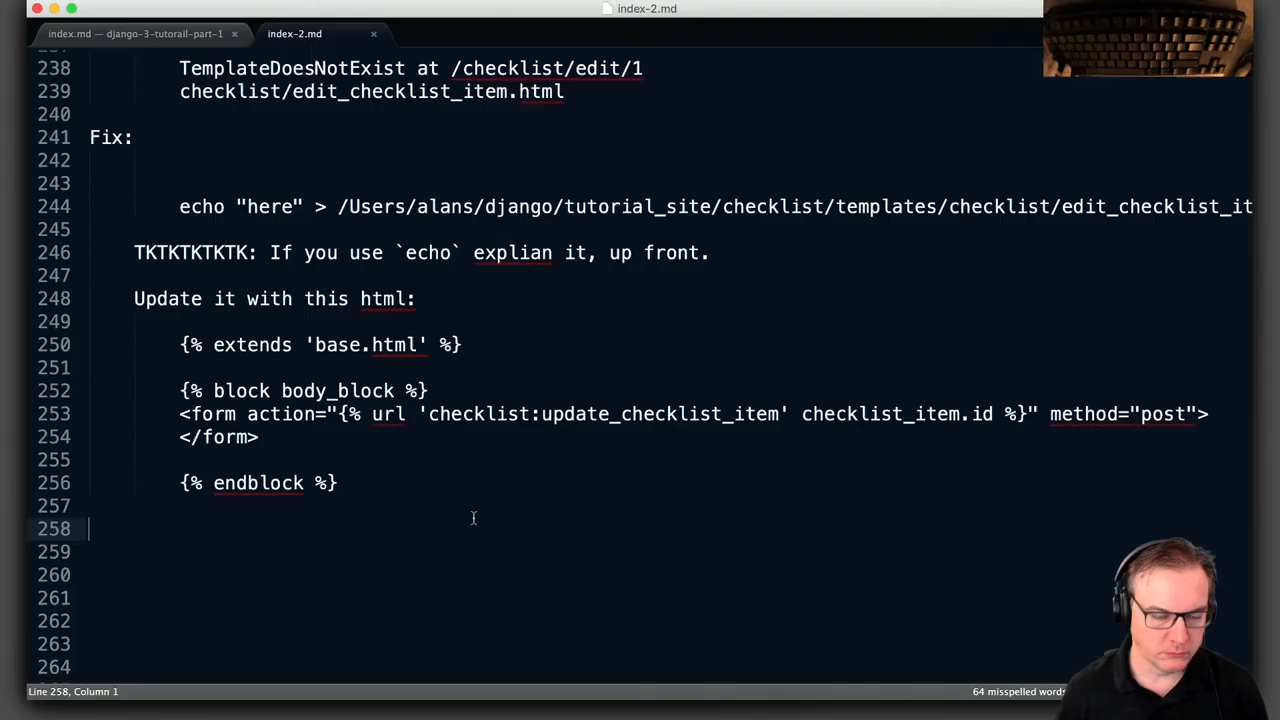 index-2.md
index.md — django-3-tutorail-part-1 ×
index-2.md ×
238 TemplateDoesNotExist at /checklist/edit/1
239 checklist/edit_checklist_item.html
240
241 Fix:
242
243
244 echo "here" > /Users/alans/django/tutorial_site/checklist/templates/checklist/edit_checklist_it
245
246 TKTKTKTKTK: If you use `echo` explian it, up front.
247
248 Update it with this html:
249
250 {% extends 'base.html' %}
251
252 {% block body_block %}
253 <form action="{% url 'checklist:update_checklist_item' checklist_item.id %}" method="post">
254 </form>
255
256 {% endblock %}
257
258
259
260
261
262
263
264
Line 258, Column 1
64 misspelled words